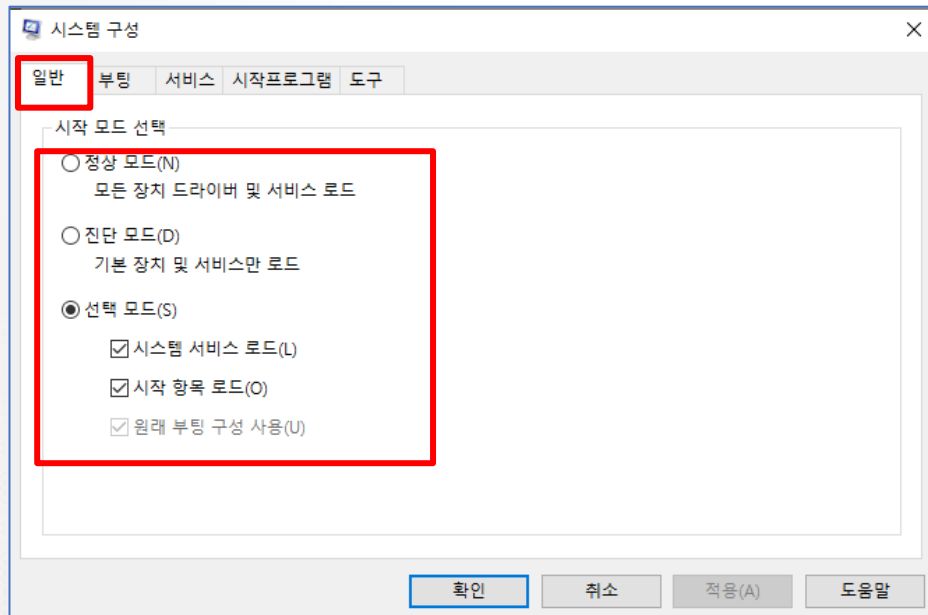 시스템 구성
일반 부팅 서비스 시작프로그램 도구
시작 모드 선택
정상 모드(N)
모든 장치 드라이버 및 서비스 로드
진단 모드(D)
기본 장치 및 서비스만 로드
선택 모드(S)
시스템 서비스 로드(L)
시작 항목 로드(O)
원래 부팅 구성 사용(U)
확인 취소 적용(A) 도움말